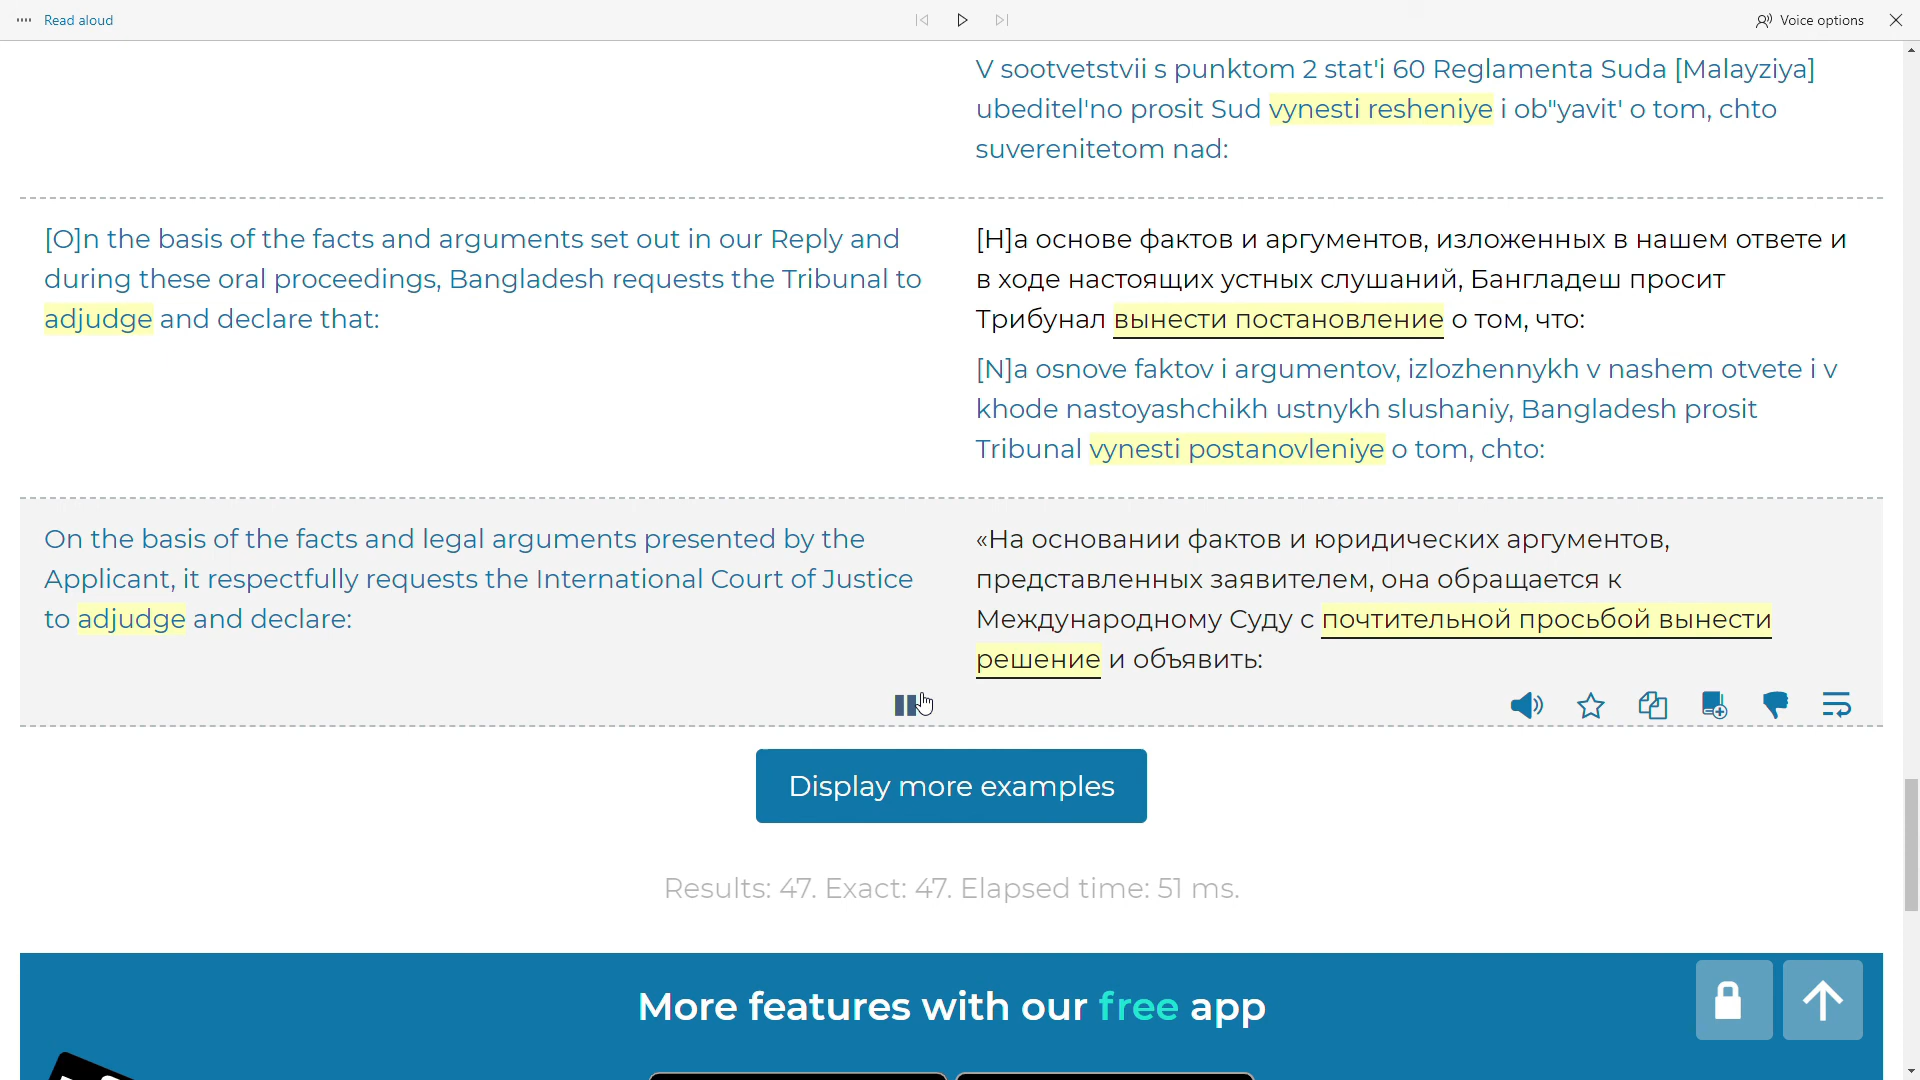 Read aloud
Voice options
V sootvetstvii s punktom 2 stat'i 60 Reglamenta Suda [Malayziya]
ubeditel'no prosit Sud vynesti resheniye i ob"yavit' o tom, chto
suverenitetom nad:
[O]n the basis of the facts and arguments set out in our Reply and
during these oral proceedings, Bangladesh requests the Tribunal to
adjudge and declare that:
[Н]а основе фактов и аргументов, изложенных в нашем ответе и
в ходе настоящих устных слушаний, Бангладеш просит
Трибунал вынести постановление о том, что:
[N]a osnove faktov i argumentov, izlozhennykh v nashem otvete i v
khode nastoyashchikh ustnykh slushaniy, Bangladesh prosit
Tribunal vynesti postanovleniye o tom, chto:
On the basis of the facts and legal arguments presented by the
Applicant, it respectfully requests the International Court of Justice
to adjudge and declare:
«На основании фактов и юридических аргументов,
представленных заявителем, она обращается к
Международному Суду с почтительной просьбой вынести
решение и объявить:
Display more examples
Results: 47. Exact: 47. Elapsed time: 51 ms.
More features with our free app